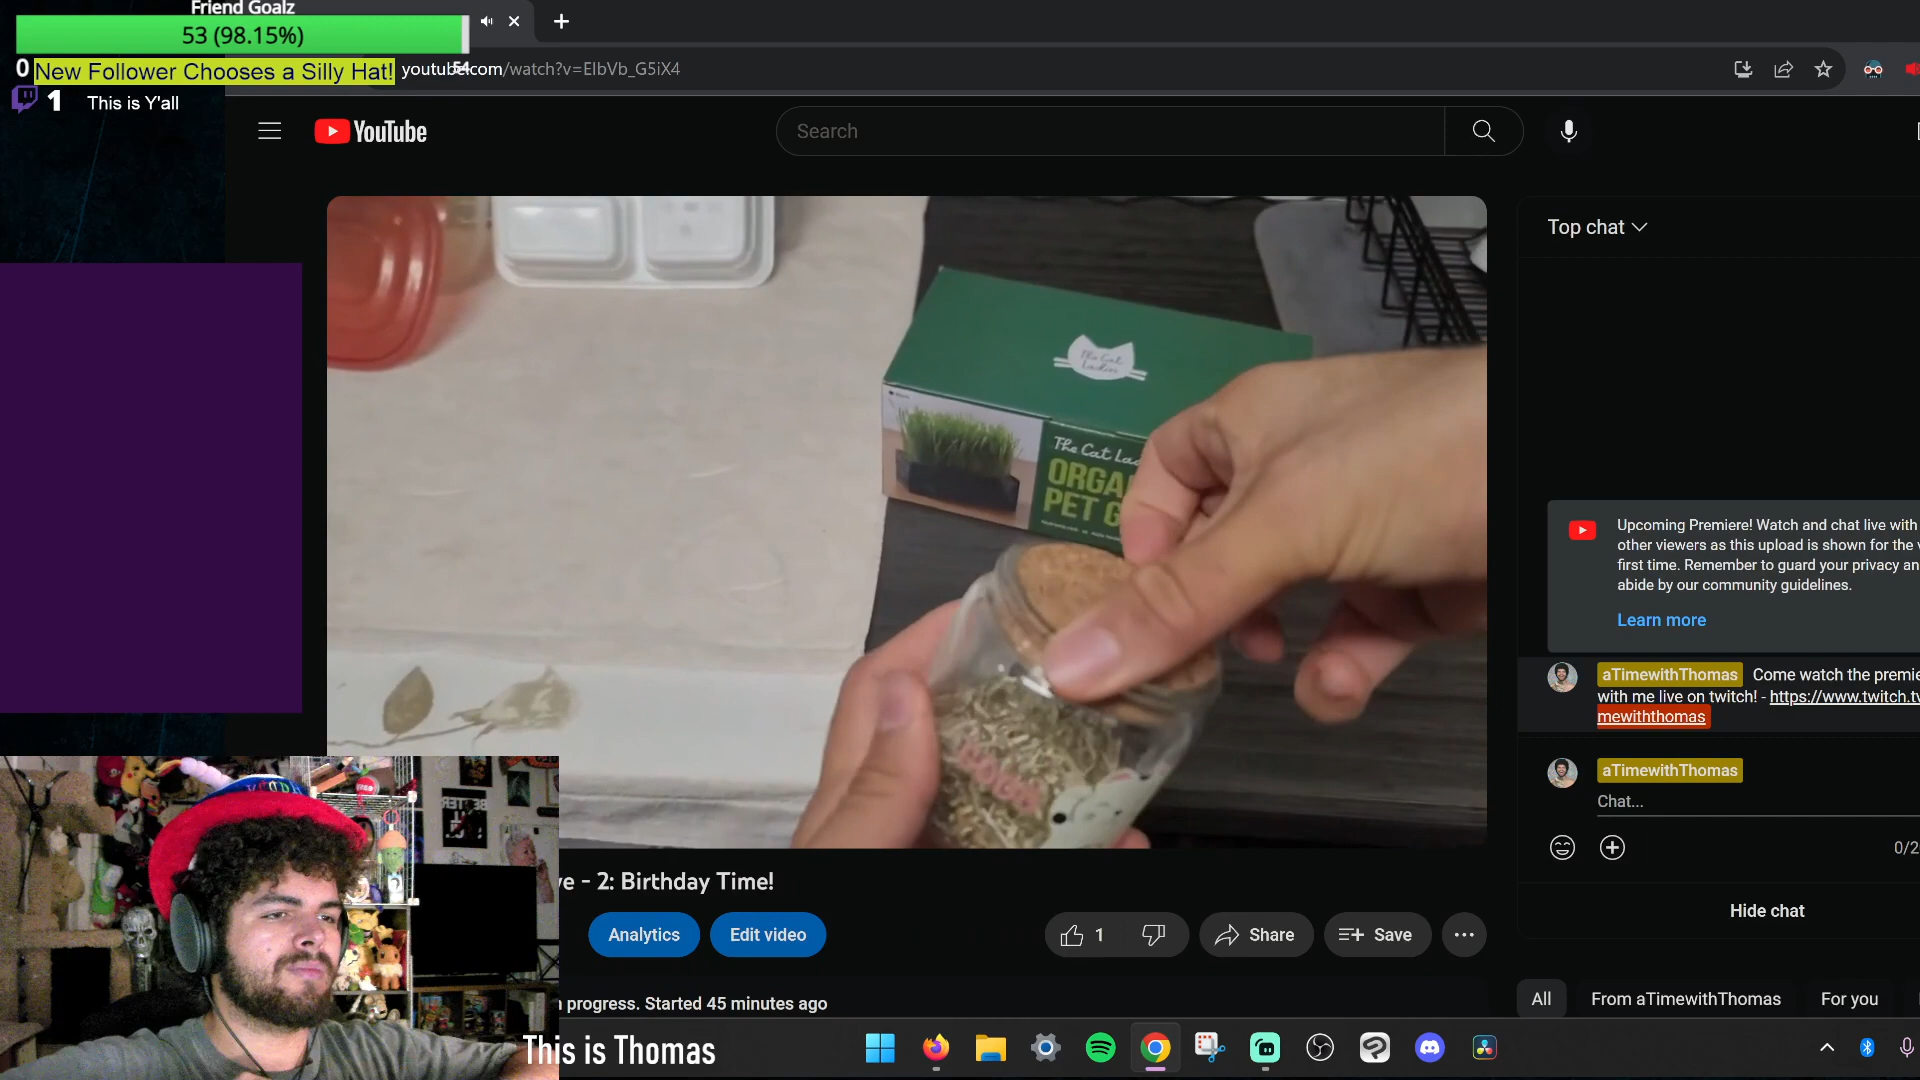 Friend Goalz
53 (98.15%)
0
54
New Follower Chooses a Silly Hat!
youtube.com/watch?v=EIbVb_G5iX4
1 This is Y'all
YouTube
Search
Top chat
The Cat Ladies
The Cat
ORGA
PET G
Upcoming Premiere! Watch and chat live with
other viewers as this upload is shown for the
first time. Remember to guard your privacy an
abide by our community guidelines.
Learn more
aTimewithThomas Come watch the premie
with me live on twitch! - https://www.twitch.tv
mewiththomas
aTimewithThomas
Chat...
0/2
Hide chat
e - 2: Birthday Time!
Analytics
Edit video
1
Share
Save
progress. Started 45 minutes ago
All
From aTimewithThomas
For you
This is Thomas